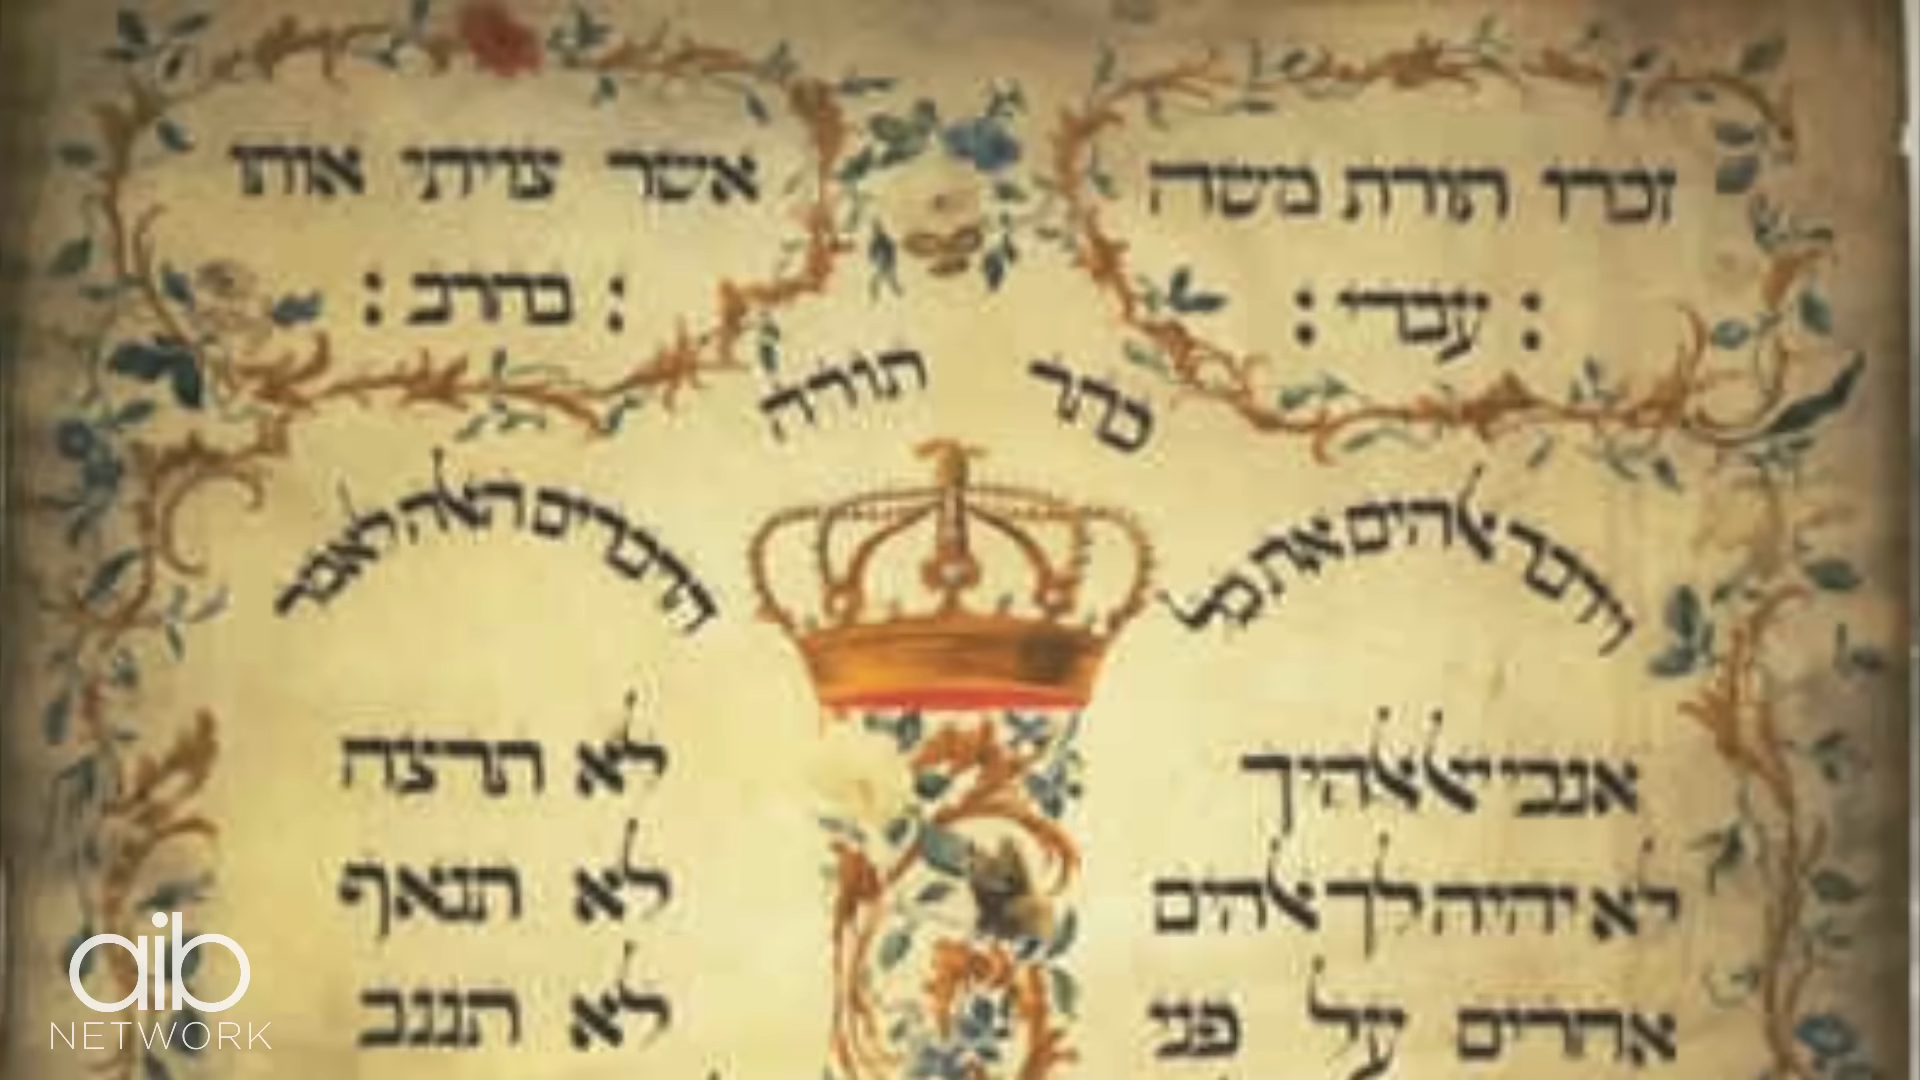 זכרו תורת משה
: עבדי :
אשר צויתי אותו
: בחרב :
כתר תורה
וידבר אלהים את כל
הדברים האלה לאמר
אנכי יי אלהיך
לא יהיה לך אלהים
אחרים על פני
לא תרצח
לא תנאף
לא תגנב
aib
NETWORK